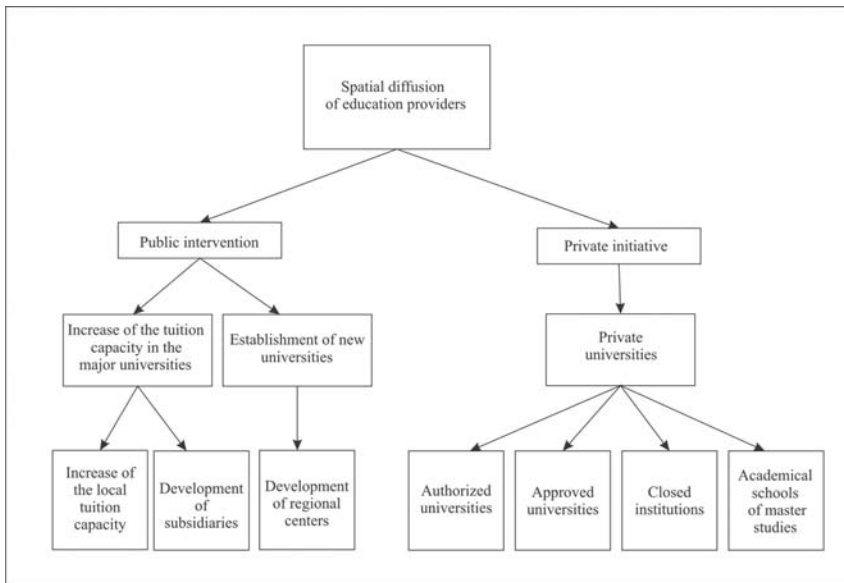 Spatial diffusion
of education providers
Public intervention
Private initiative
Increase of the tuition
capacity in the
major universities
Establishment of new
universities
Private
universities
Increase of
the local
tuition
capacity
Development
of
subsidiaries
Development
of regional
centers
Authorized
universities
Approved
universities
Closed
institutions
Academical
schools
of master
studies